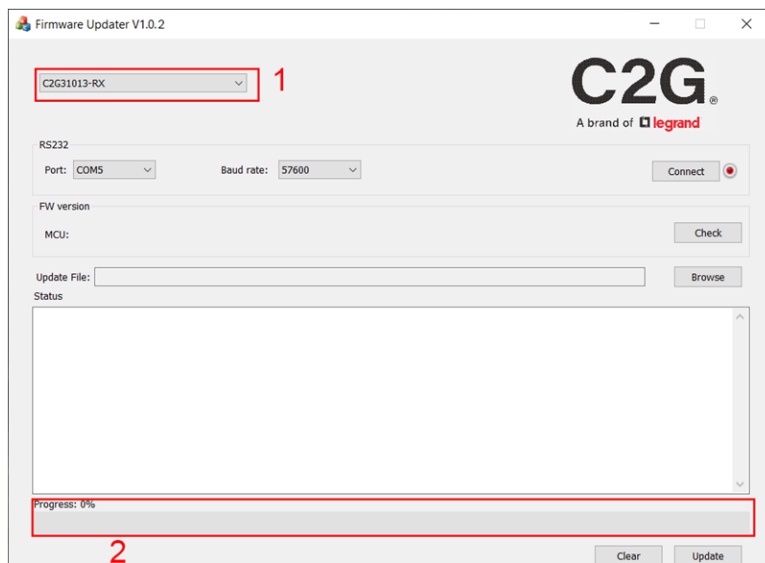 Firmware Updater V1.0.2
C2G31013-RX
1
C2G®
A brand of legrand
RS232
Port: COM5 Baud rate: 57600 Connect
FW version
MCU: Check
Update File: Browse
Status
Progress: 0%
2
Clear Update